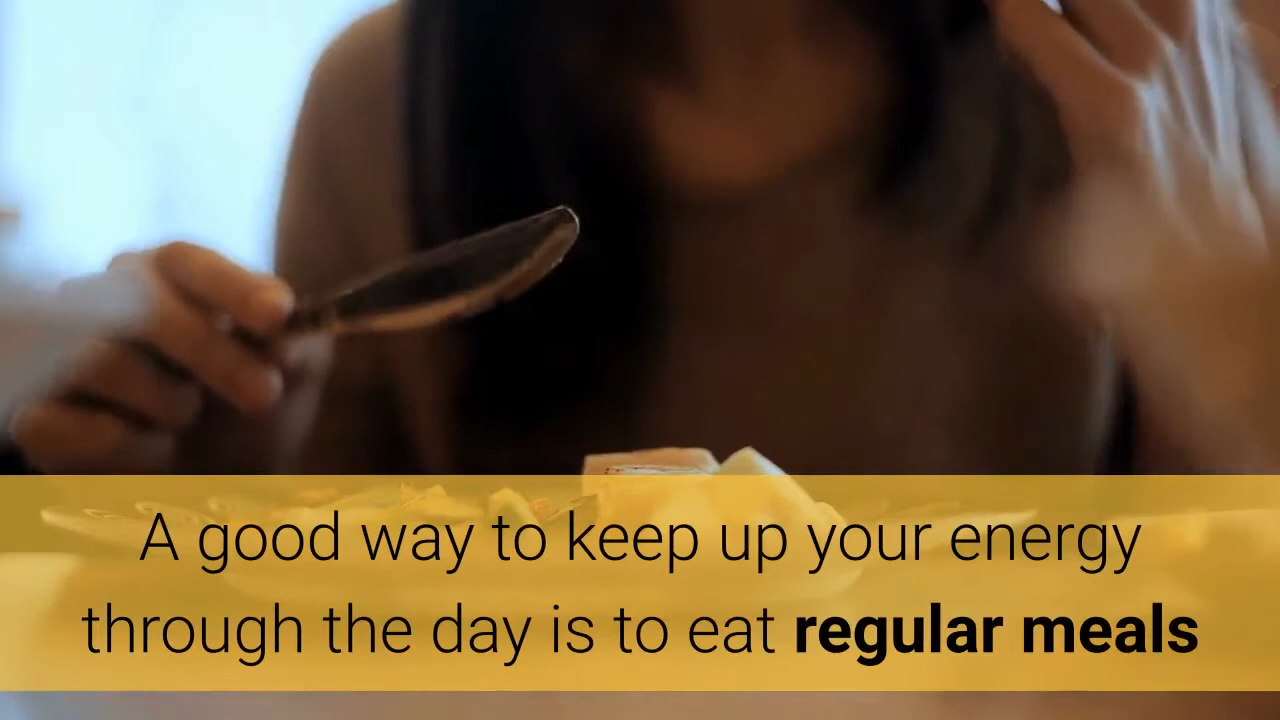 A good way to keep up your energy
through the day is to eat regular meals